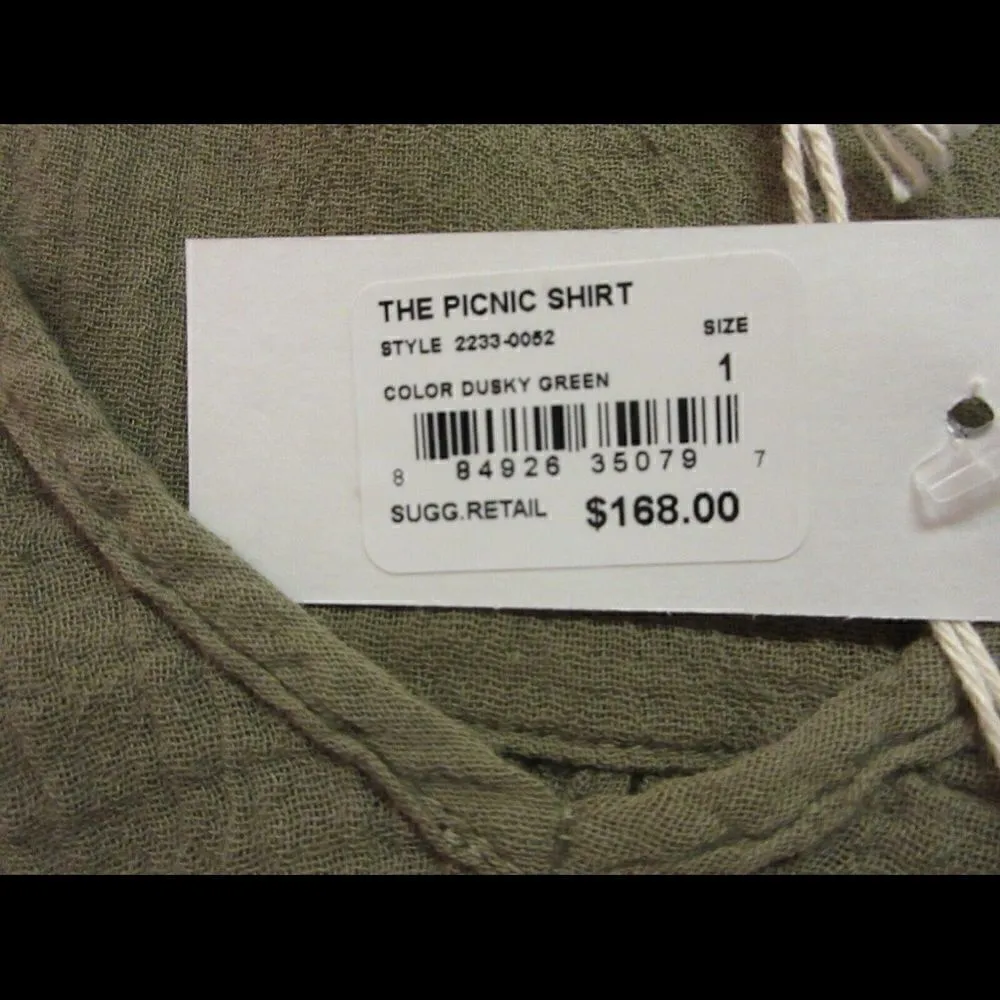 THE PICNIC SHIRT
STYLE 2233-0052
SIZE
1
COLOR DUSKY GREEN
8 84926 35079 7
SUGG.RETAIL $168.00